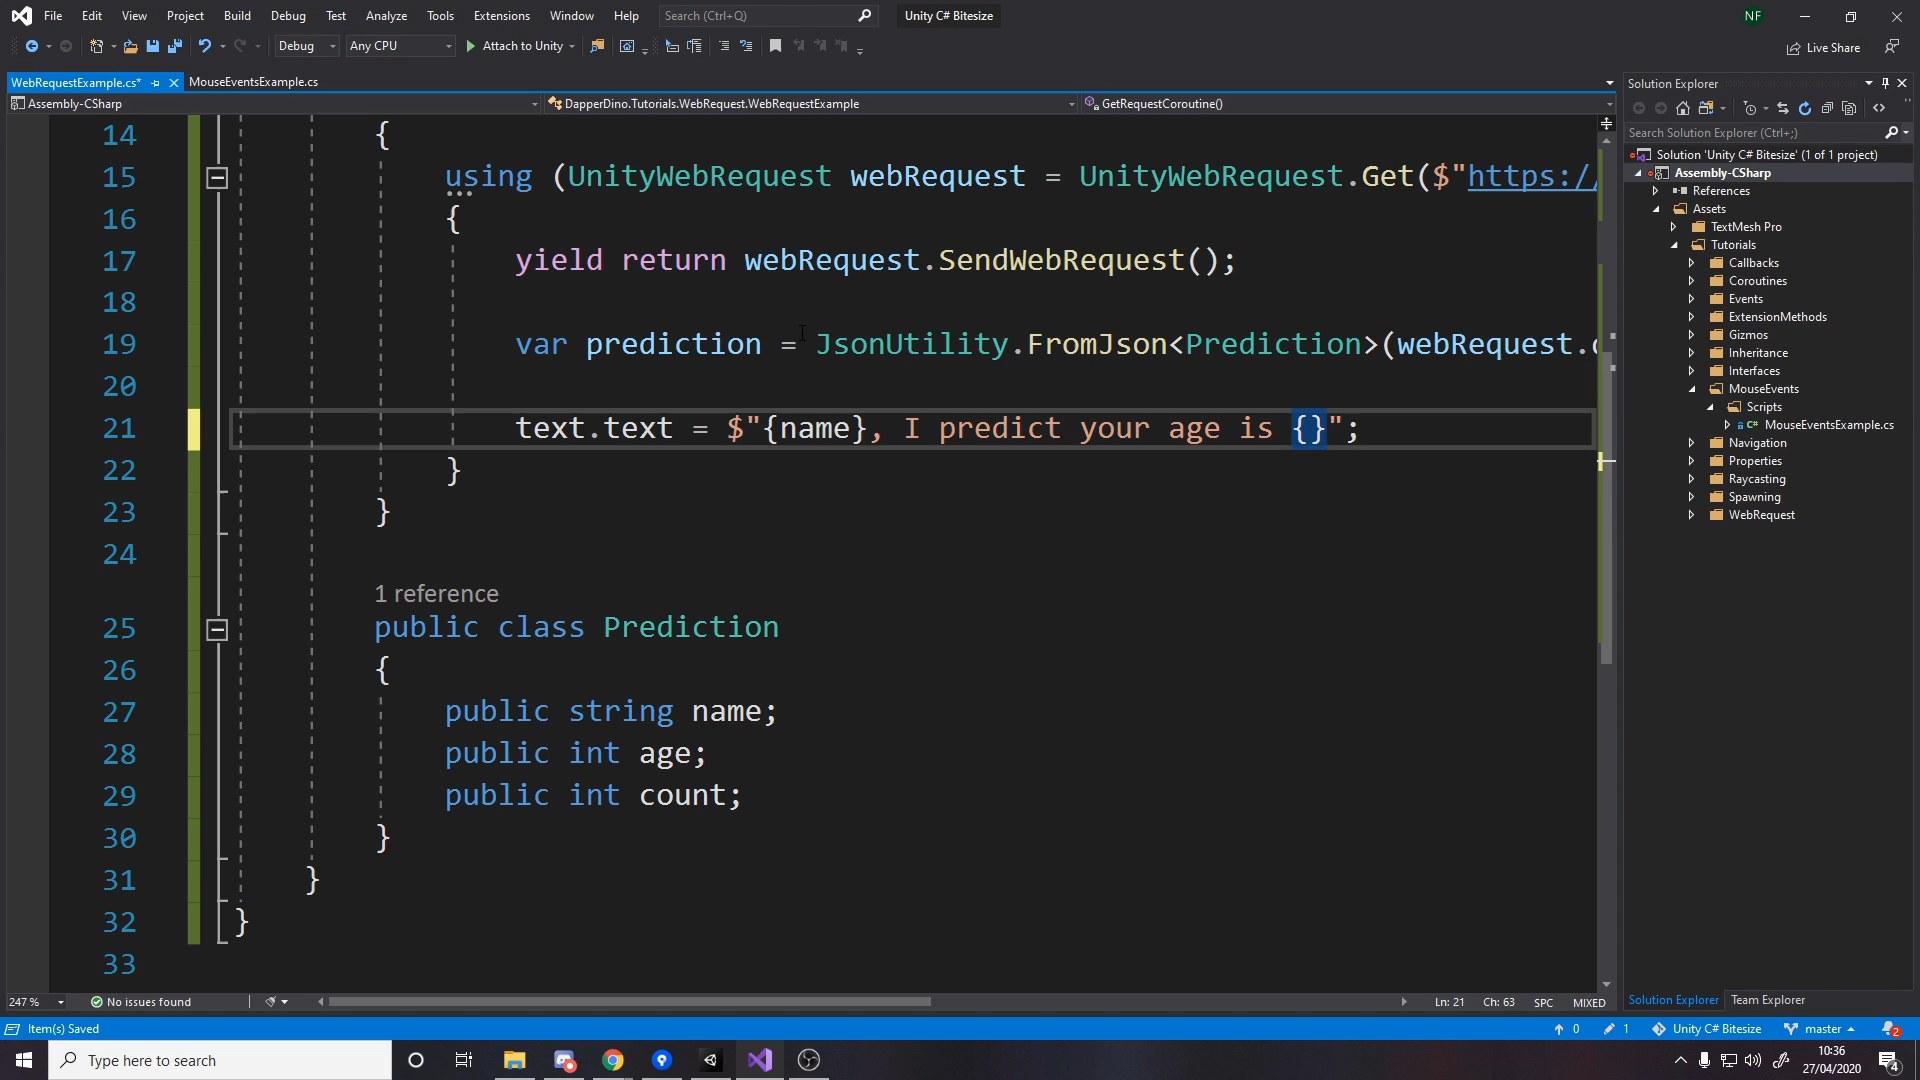 File Edit View Project Build Debug Test Analyze Tools Extensions Window Help Search (Ctrl+Q) Unity C# Bitesize NF
Debug Any CPU Attach to Unity Live Share
WebRequestExample.cs* MouseEventsExample.cs
Assembly-CSharp DapperDino.Tutorials.WebRequest.WebRequestExample GetRequestCoroutine()
14 {
15 using (UnityWebRequest webRequest = UnityWebRequest.Get($"https:/
16 {
17 yield return webRequest.SendWebRequest();
18
19 var prediction = JsonUtility.FromJson<Prediction>(webRequest.
20
21 text.text = $"{name}, I predict your age is {}";
22 }
23 }
24
1 reference
25 public class Prediction
26 {
27 public string name;
28 public int age;
29 public int count;
30 }
31 }
32 }
33
247 % No issues found Ln: 21 Ch: 63 SPC MIXED
Solution Explorer
Search Solution Explorer (Ctrl+;)
Solution 'Unity C# Bitesize' (1 of 1 project)
Assembly-CSharp
References
Assets
TextMesh Pro
Tutorials
Callbacks
Coroutines
Events
ExtensionMethods
Gizmos
Inheritance
Interfaces
MouseEvents
Scripts
C# MouseEventsExample.cs
Navigation
Properties
Raycasting
Spawning
WebRequest
Solution Explorer Team Explorer
Item(s) Saved 0 1 Unity C# Bitesize master 2
Type here to search
10:36
27/04/2020
4